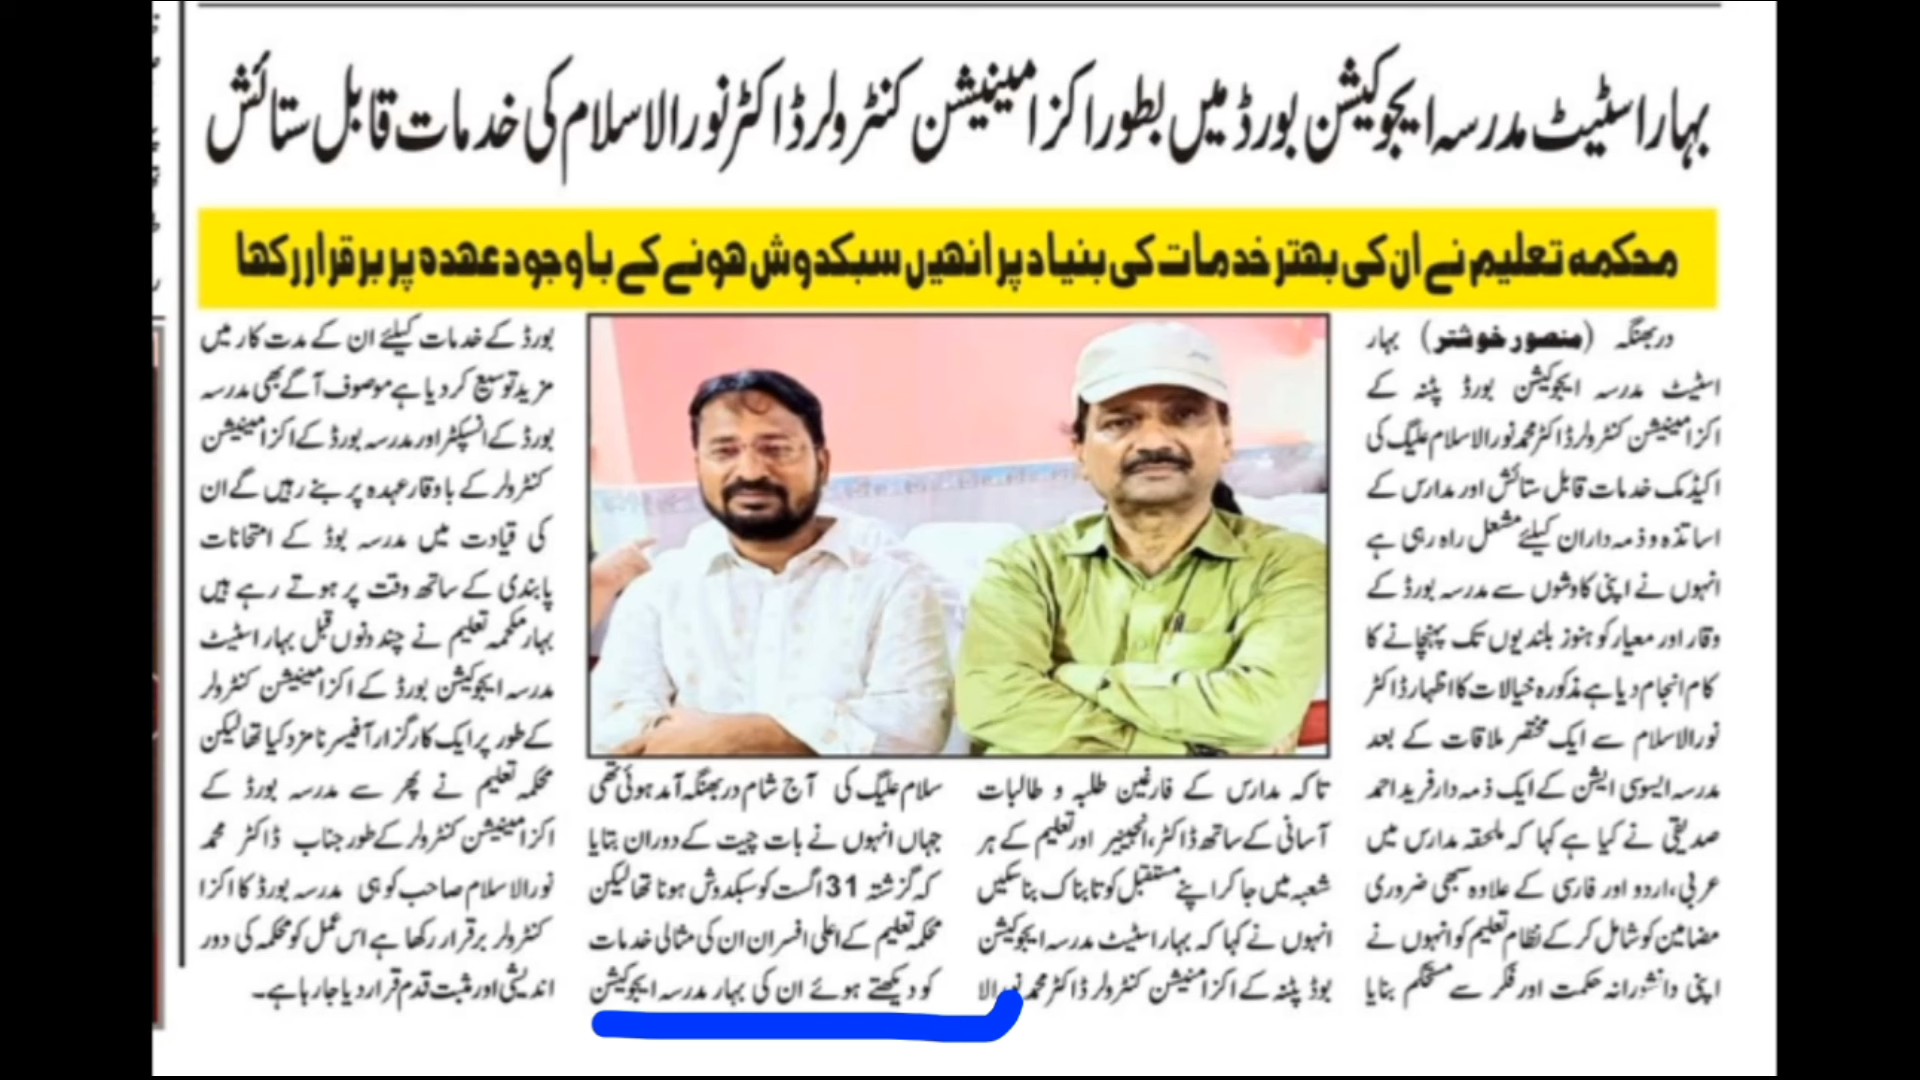 بہار اسٹیٹ مدرسہ ایجوکیشن بورڈ میں بطور اکزامینیشن کنٹرولر ڈاکٹر نور الاسلام کی خدمات قابل ستائش
محکمہ تعلیم نے ان کی بہتر خدمات کی بنیاد پر انھیں سبکدوش ہونے کے باوجود عہدہ پر برقرار رکھا
دربھنگہ (منصور خوشتر) بہار
اسٹیٹ مدرسہ ایجوکیشن بورڈ پٹنہ کے
اکزامینیشن کنٹرولر ڈاکٹر محمد نور الاسلام علیگ کی
اکیڈمک خدمات قابل ستائش اور مدارس کے
اساتذہ و ذمہ داران کیلئے مشعل راہ رہی ہے
انہوں نے اپنی کاوشوں سے مدرسہ بورڈ کے
وقار اور معیار کو ہنوز بلندیوں تک پہنچانے کا
کام انجام دیا ہے مذکورہ خیالات کا اظہار ڈاکٹر
نور الاسلام سے ایک مختصر ملاقات کے بعد
مدرسہ ایسوسی ایشن کے ایک ذمہ دار فرید احمد
صدیقی نے کیا ہے کہا کہ ملحقہ مدارس میں
عربی، اردو اور فارسی کے علاوہ سبھی ضروری
مضامین کو شامل کر کے نظام تعلیم کو انہوں نے
اپنی دانشورانہ حکمت اور فکر سے مستحکم بنایا
تاکہ مدارس کے فارغین طلبہ و طالبات
آسانی کے ساتھ ڈاکٹر، انجینیر اور تعلیم کے ہر
شعبہ میں جا کر اپنے مستقبل کو تابناک بنا سکیں
انہوں نے کہا کہ بہار اسٹیٹ مدرسہ ایجوکیشن
بوڈ پٹنہ کے اکزامنیشن کنٹرولر ڈاکٹر محمد نور الا
سلام علیگ کی آج شام دربھنگہ آمد ہوئی تھی
جہاں انہوں نے بات چیت کے دوران بتایا
کہ گزشتہ 31 اگست کو سبکدوش ہونا تھا لیکن
محکمہ تعلیم کے اعلی افسران ان کی مثالی خدمات
کو دیکھتے ہوئے ان کی بہار مدرسہ ایجوکیشن
بورڈ کے خدمات کیلئے ان کے مدت کار میں
مزید توسیع کر دیا ہے موصوف آگے بھی مدرسہ
بورڈ کے انسپکٹر اور مدرسہ بورڈ کے اکزامینیشن
کنٹرولر کے باوقار عہدہ پر بنے رہیں گے ان
کی قیادت میں مدرسہ بوڈ کے امتحانات
پابندی کے ساتھ وقت پر ہوتے رہے ہیں
بہار محکمہ تعلیم نے چند دنوں قبل بہار اسٹیٹ
مدرسہ ایجوکیشن بورڈ کے اکزامینیشن کنٹرولر
کے طور پر ایک کارگزار آفیسر نامزد کیا تھا لیکن
محکمہ تعلیم نے پھر سے مدرسہ بورڈ کے
اکزامینیشن کنٹرولر کے طور جناب ڈاکٹر محمد
نور الاسلام صاحب کو ہی مدرسہ بورڈ کا اکزا
کنٹرولر برقرار رکھا ہے اس عمل کو محکمہ کی دور
اندیشی اور مثبت قدم قرار دیا جا رہا ہے۔